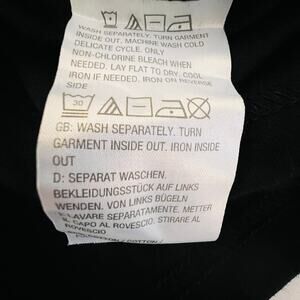 WASH SEPARATELY. TURN GARMENT
INSIDE OUT. MACHINE WASH COLD
DELICATE CYCLE. ONLY
NON-CHLORINE BLEACH WHEN
NEEDED. LAY FLAT TO DRY. COOL
IRON IF NEEDED. IRON ON REVERSE
SIDE
30
GB: WASH SEPARATELY. TURN
GARMENT INSIDE OUT. IRON INSIDE
OUT
D: SEPARAT WASCHEN.
BEKLEIDUNGSSTÜCK AUF LINKS
WENDEN. VON LINKS BÜGELN
LAVARE SEPARATAMENTE. METTER
IL CAPO AL ROVESCIO. STIRARE AL
ROVESCIO